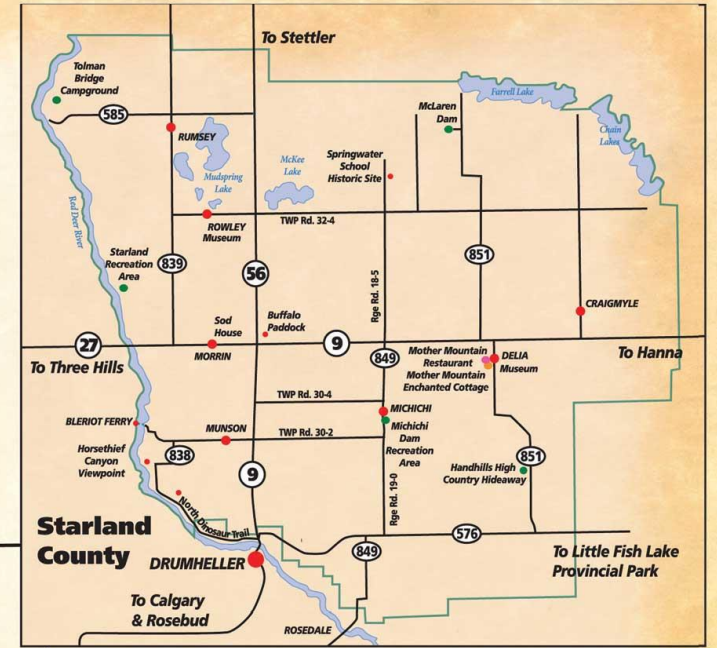 To Stettler
Tolman
Bridge
Campground
585
RUMSEY
Mudspring
Lake
McKee
Lake
Springwater
School
Historic Site
McLaren
Dam
Farrell Lake
Chain
Lakes
Red Deer River
ROWLEY
Museum
TWP Rd. 32-4
Starland
Recreation
Area
839
56
851
Rge Rd. 18-5
CRAIGMYLE
Sod
House
Buffalo
Paddock
27
9
To Three Hills
MORRIN
849
Mother Mountain
Restaurant
Mother Mountain
Enchanted Cottage
DELIA
Museum
To Hanna
TWP Rd. 30-4
MICHICHI
BLERIOT FERRY
MUNSON
TWP Rd. 30-2
Michichi
Dam
Recreation
Area
838
Horsethief
Canyon
Viewpoint
9
851
Handhills High
Country Hideaway
Rge Rd. 19-0
North Dinosaur Trail
Starland
County
DRUMHELLER
576
849
To Little Fish Lake
Provincial Park
To Calgary
& Rosebud
ROSEDALE